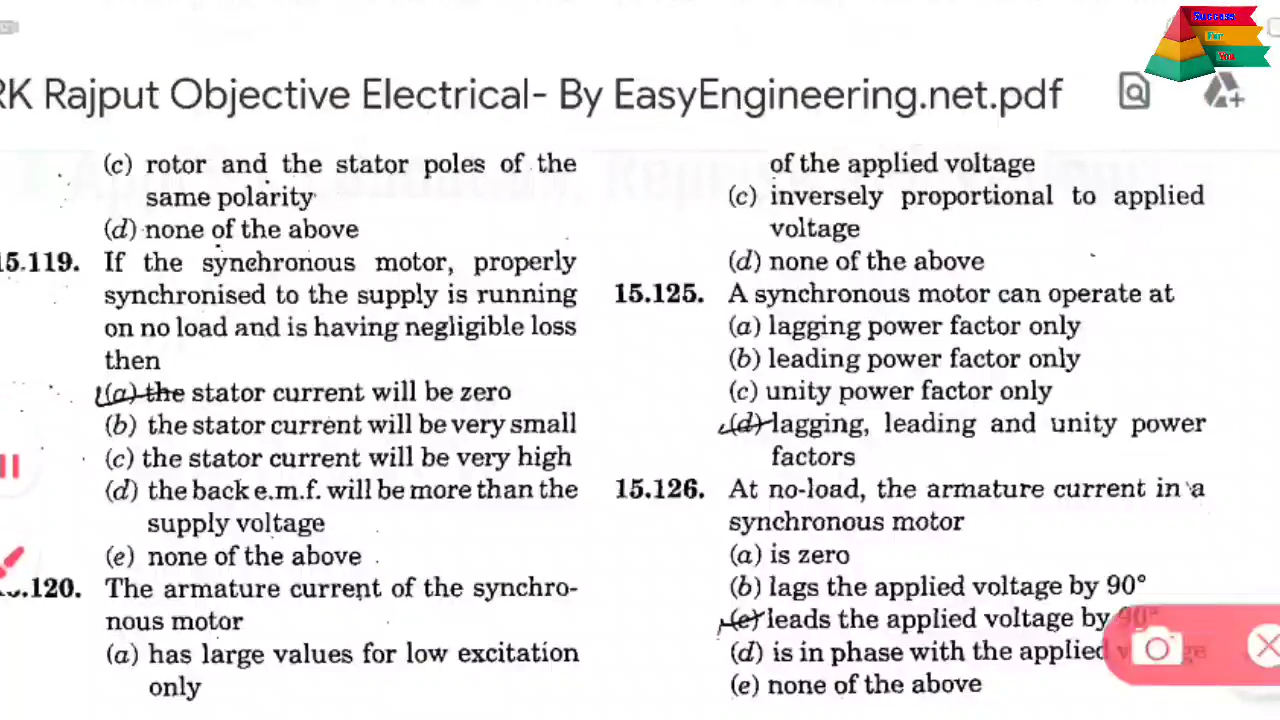 Success
For
You
RK Rajput Objective Electrical- By EasyEngineering.net.pdf
(c) rotor and the stator poles of the
same polarity
(d) none of the above
15.119. If the synchronous motor, properly
synchronised to the supply is running
on no load and is having negligible loss
then
(a) the stator current will be zero
(b) the stator current will be very small
(c) the stator current will be very high
(d) the back e.m.f. will be more than the
supply voltage
(e) none of the above
.120. The armature current of the synchro-
nous motor
(a) has large values for low excitation
only
of the applied voltage
(c) inversely proportional to applied
voltage
(d) none of the above
15.125. A synchronous motor can operate at
(a) lagging power factor only
(b) leading power factor only
(c) unity power factor only
(d) lagging, leading and unity power
factors
15.126. At no-load, the armature current in a
synchronous motor
(a) is zero
(b) lags the applied voltage by 90°
(c) leads the applied voltage by 90°
(d) is in phase with the applied
(e) none of the above